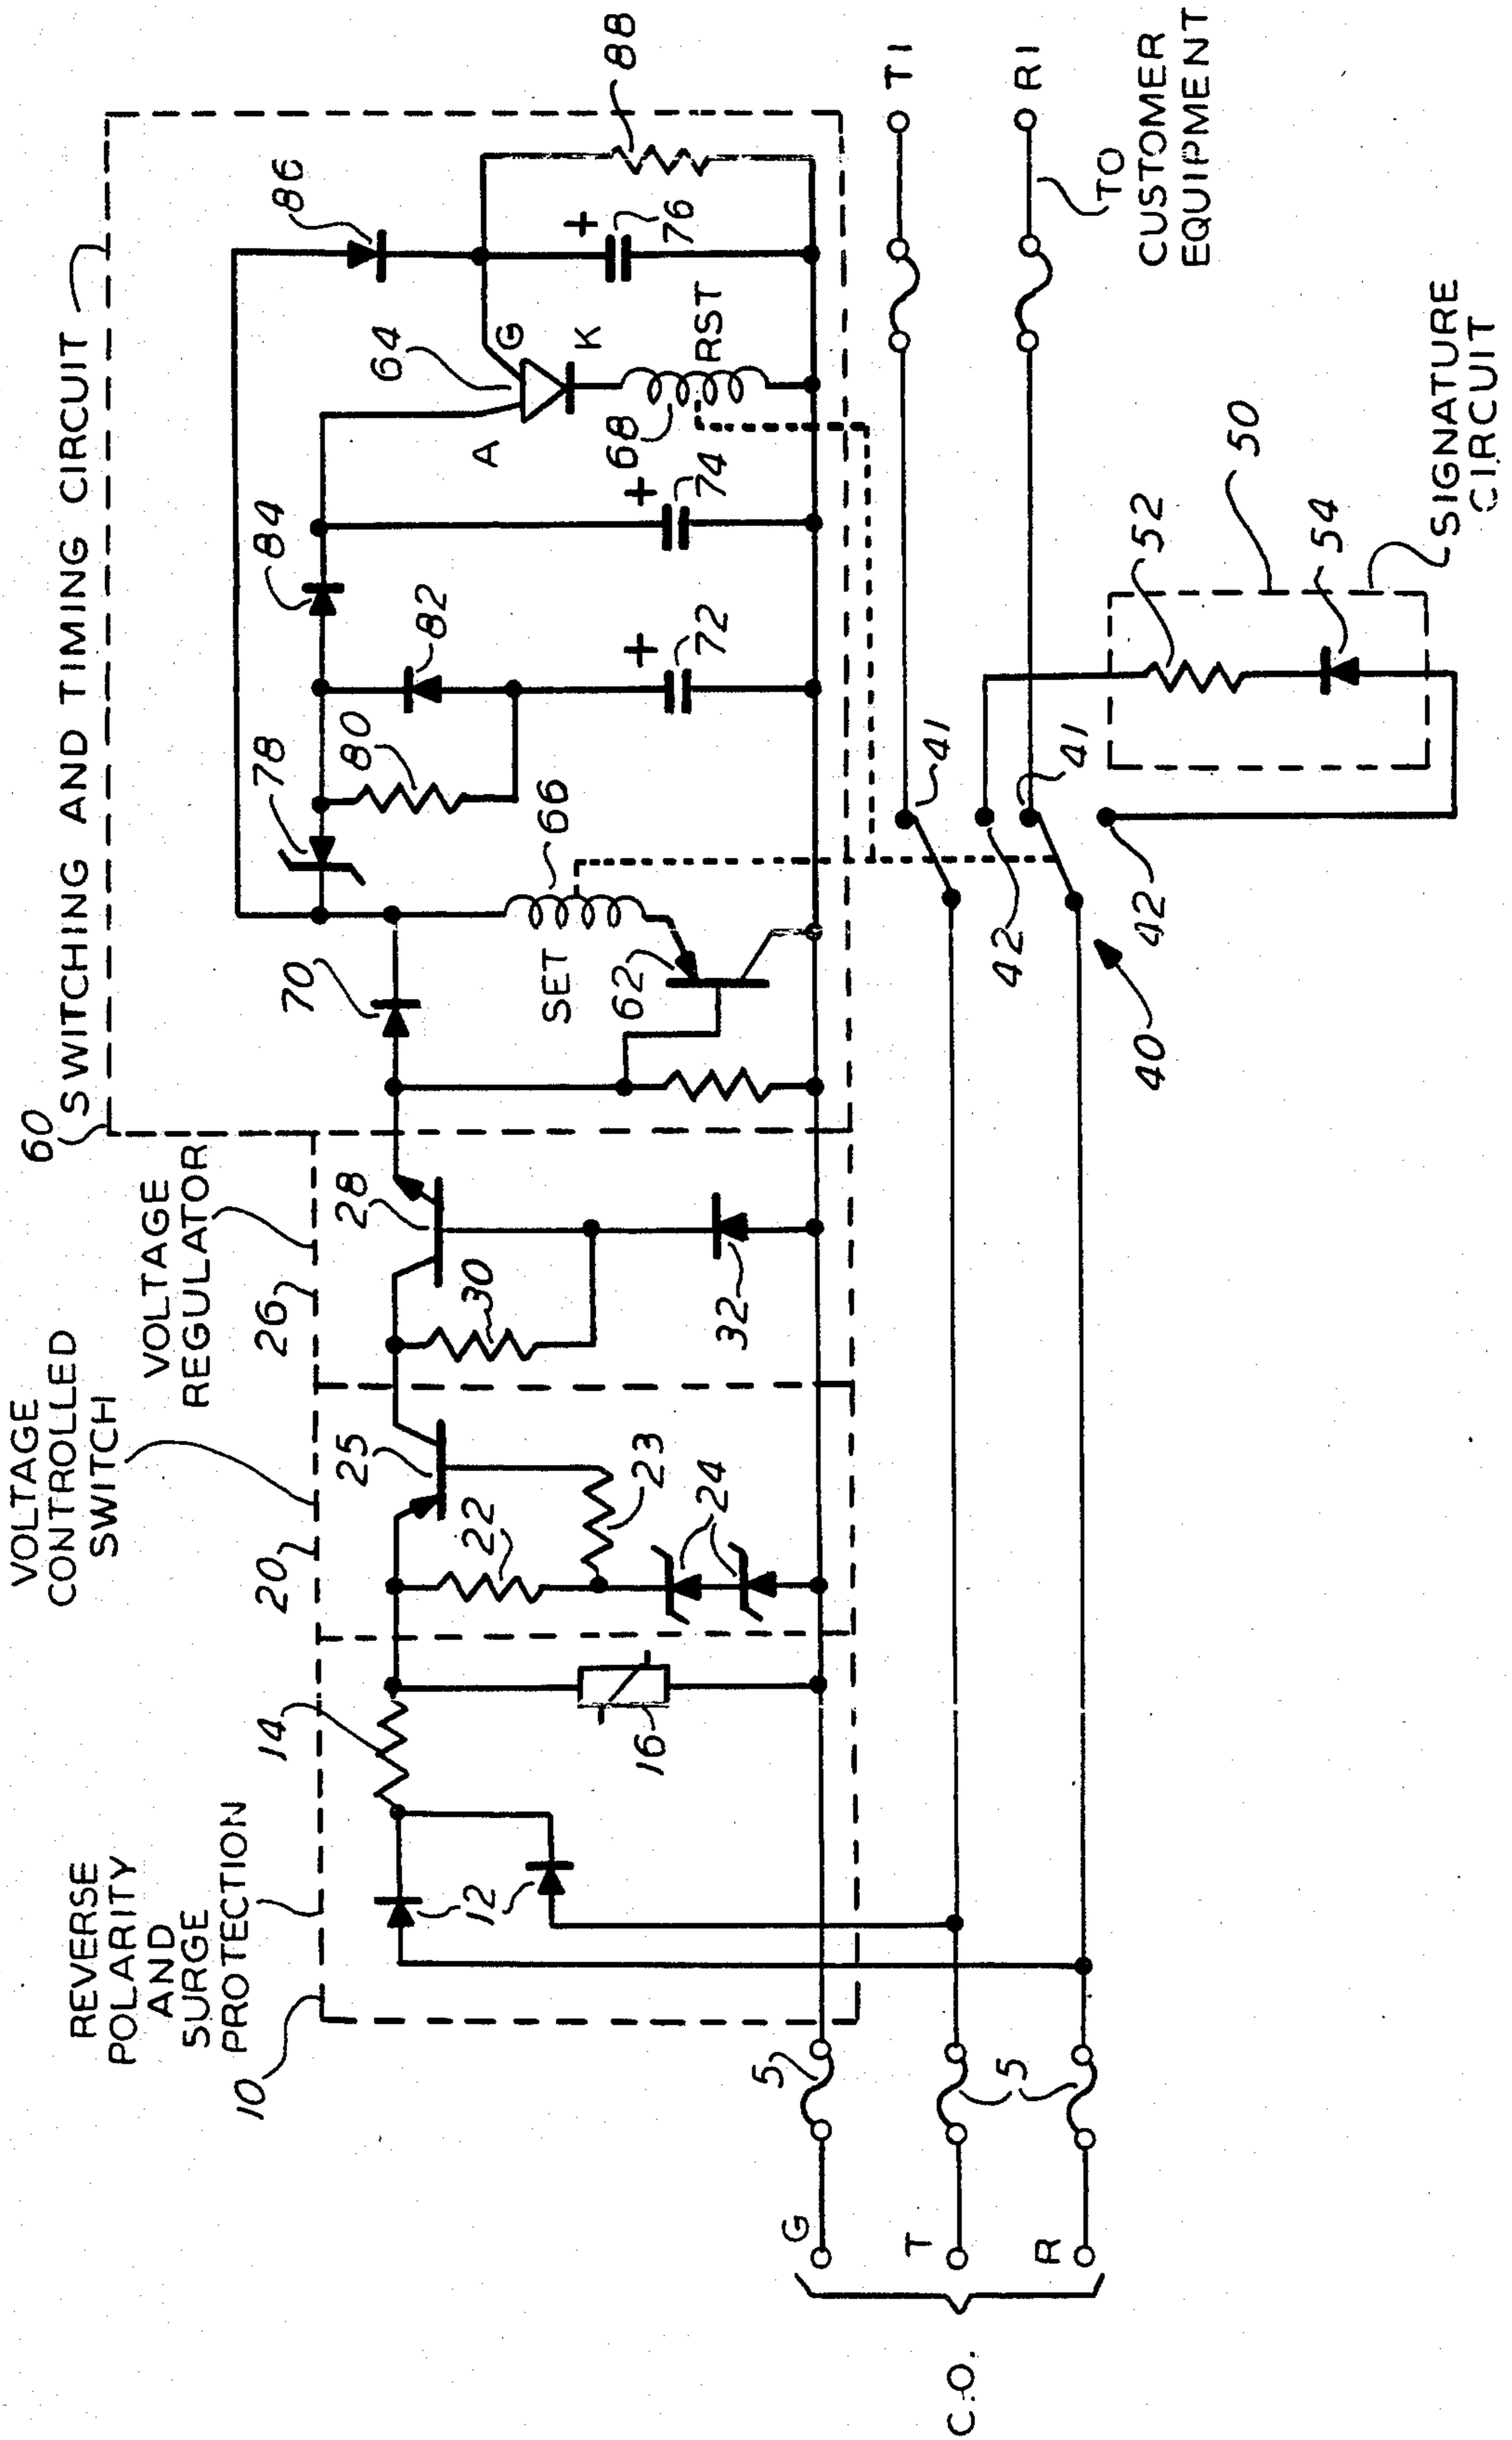 60
SWITCHING AND TIMING CIRCUIT
VOLTAGE
CONTROLLED
SWITCH
VOLTAGE
REGULATOR
REVERSE
POLARITY
AND
SURGE
PROTECTION
10
20
26
12
14
16
22
23
24
25
28
30
32
70
SET
66
62
78
80
82
72
+
84
74
+
64
A
G
K
68
RST
86
76
+
88
C.O.
G
T
R
5
5
40
41
41
42
42
T1
R1
TO
CUSTOMER
EQUIPMENT
50
52
54
SIGNATURE
CIRCUIT